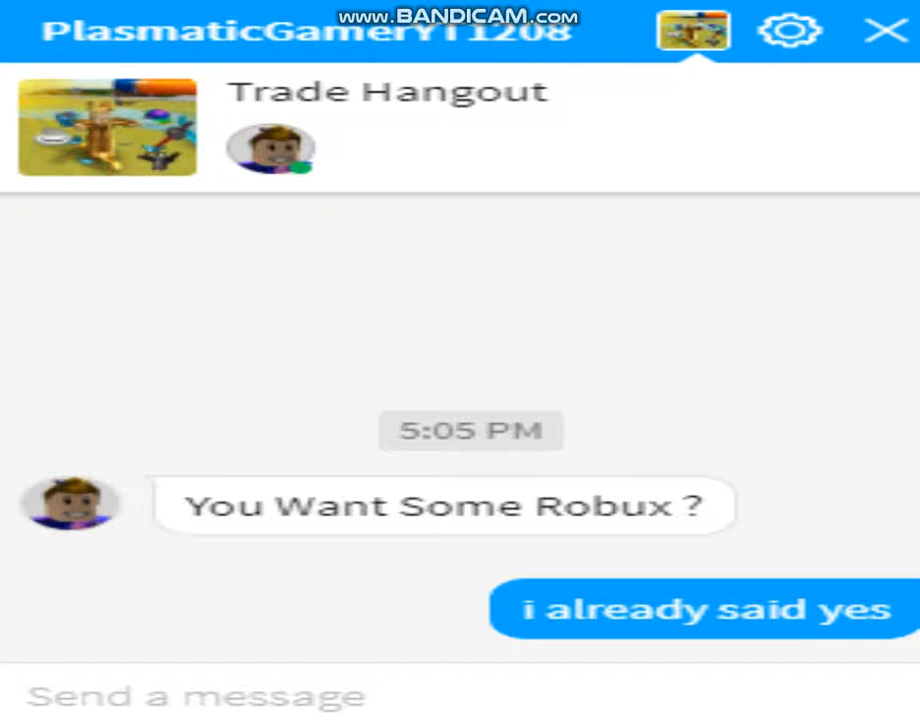 www.BANDICAM.com
PlasmaticGamerYT1208
Trade Hangout
5:05 PM
You Want Some Robux ?
i already said yes
Send a message